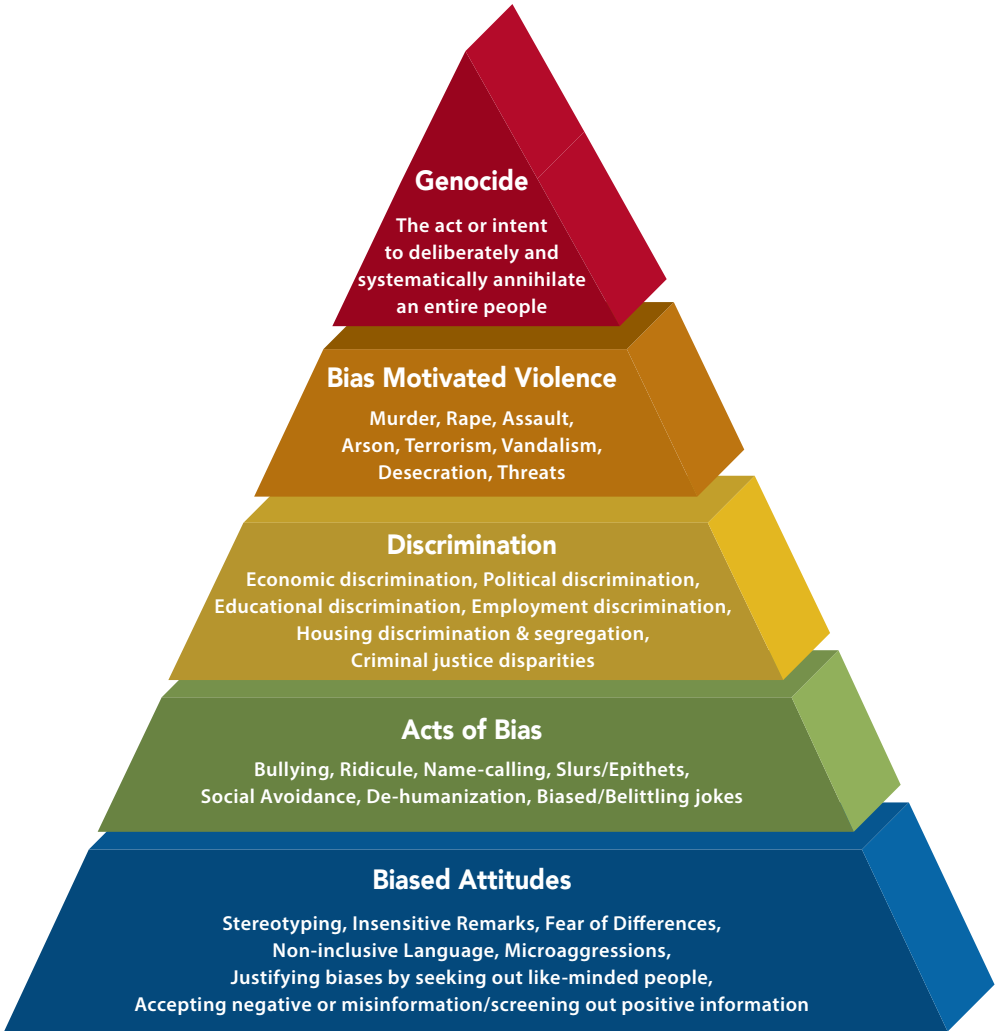 Genocide
The act or intent
to deliberately and
systematically annihilate
an entire people
Bias Motivated Violence
Murder, Rape, Assault,
Arson, Terrorism, Vandalism,
Desecration, Threats
Discrimination
Economic discrimination, Political discrimination,
Educational discrimination, Employment discrimination,
Housing discrimination & segregation,
Criminal justice disparities
Acts of Bias
Bullying, Ridicule, Name-calling, Slurs/Epithets,
Social Avoidance, De-humanization, Biased/Belittling jokes
Biased Attitudes
Stereotyping, Insensitive Remarks, Fear of Differences,
Non-inclusive Language, Microaggressions,
Justifying biases by seeking out like-minded people,
Accepting negative or misinformation/screening out positive information